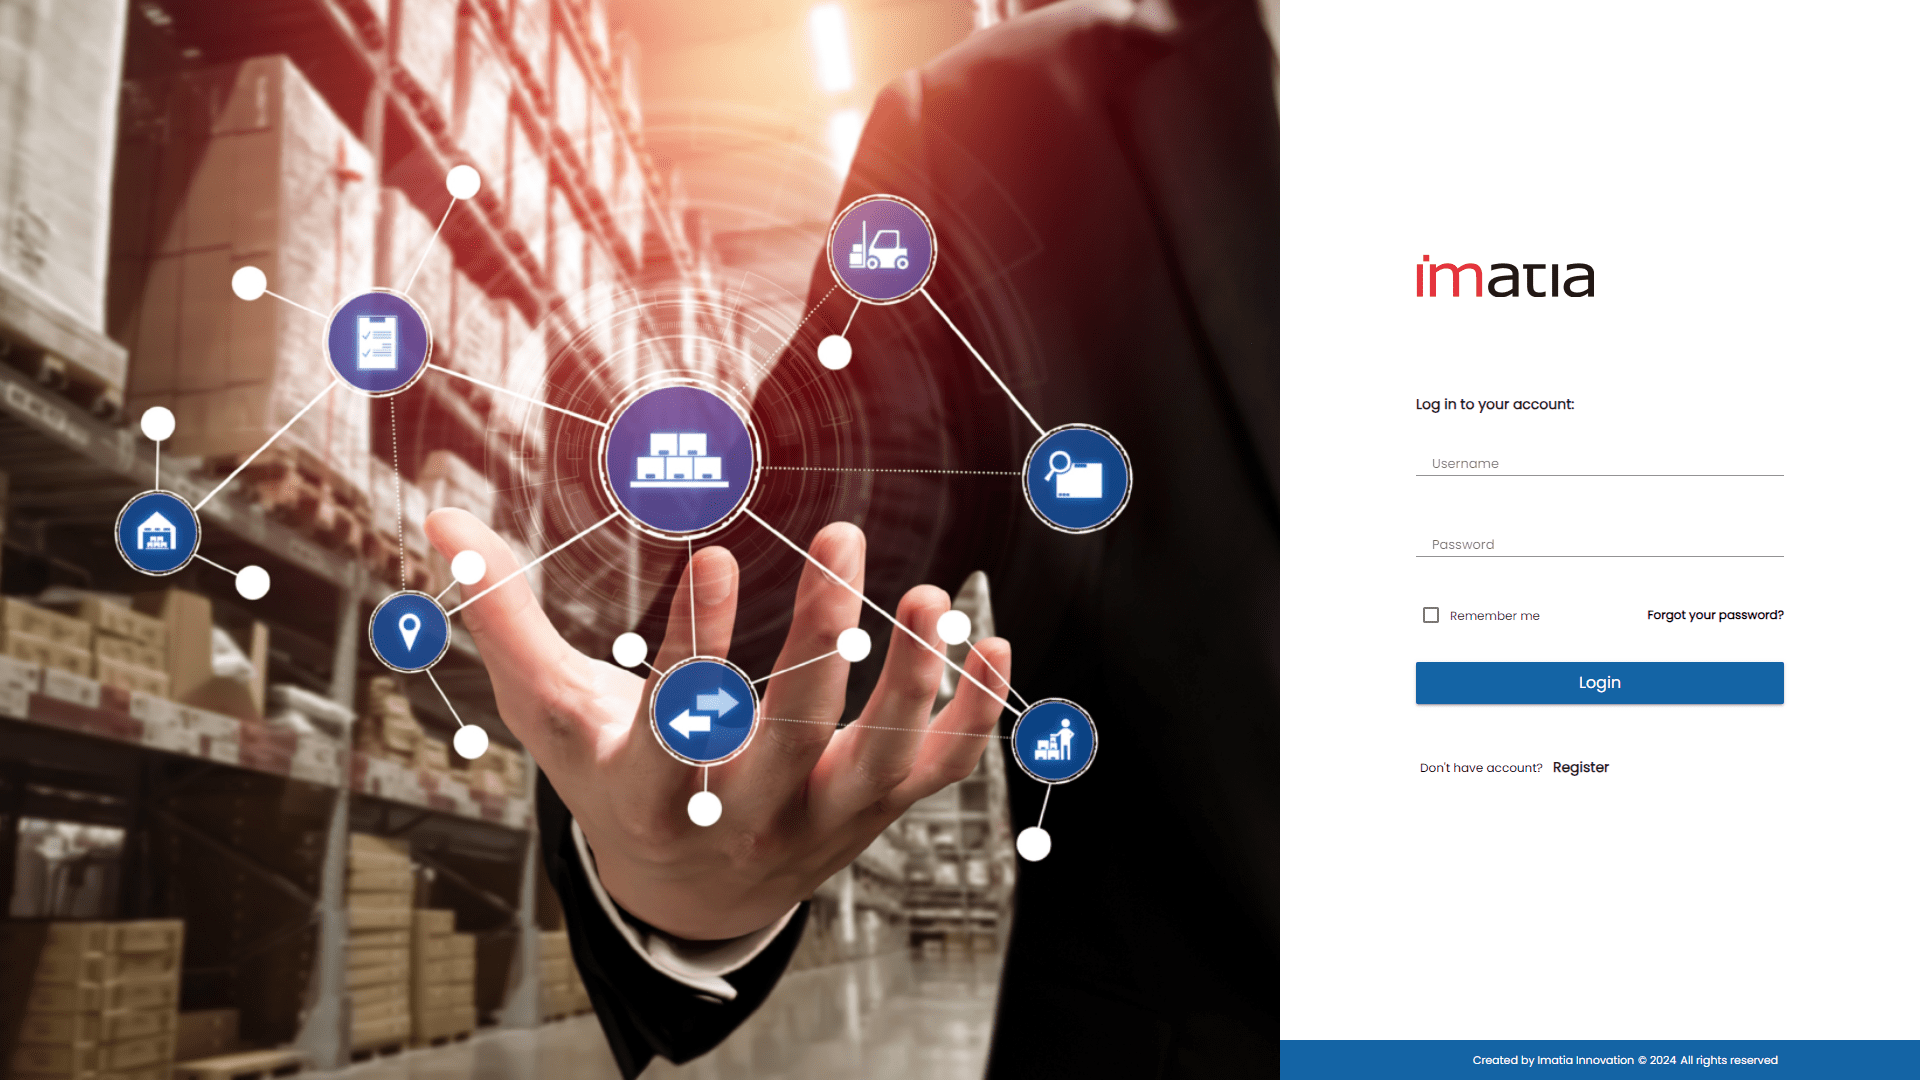 imatia
Log in to your account:
Username
Password
Remember me
Forgot your password?
Login
Don't have account? Register
Created by Imatia Innovation © 2024 All rights reserved